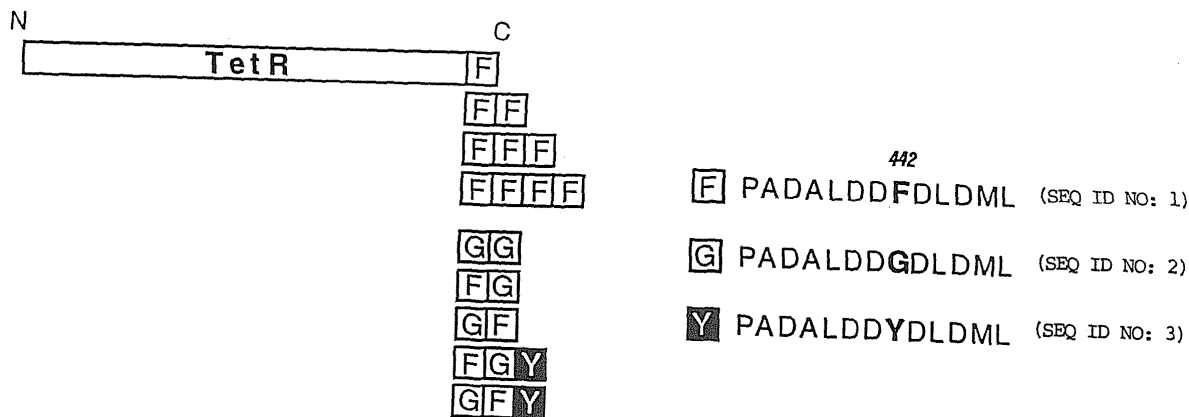 N
C
TetR F
F F
F F F
F F F F
G G
F G
G F
F G Y
G F Y
442
F PADALDDFDLDML (SEQ ID NO: 1)
G PADALDDGDLDML (SEQ ID NO: 2)
Y PADALDDYDLDML (SEQ ID NO: 3)